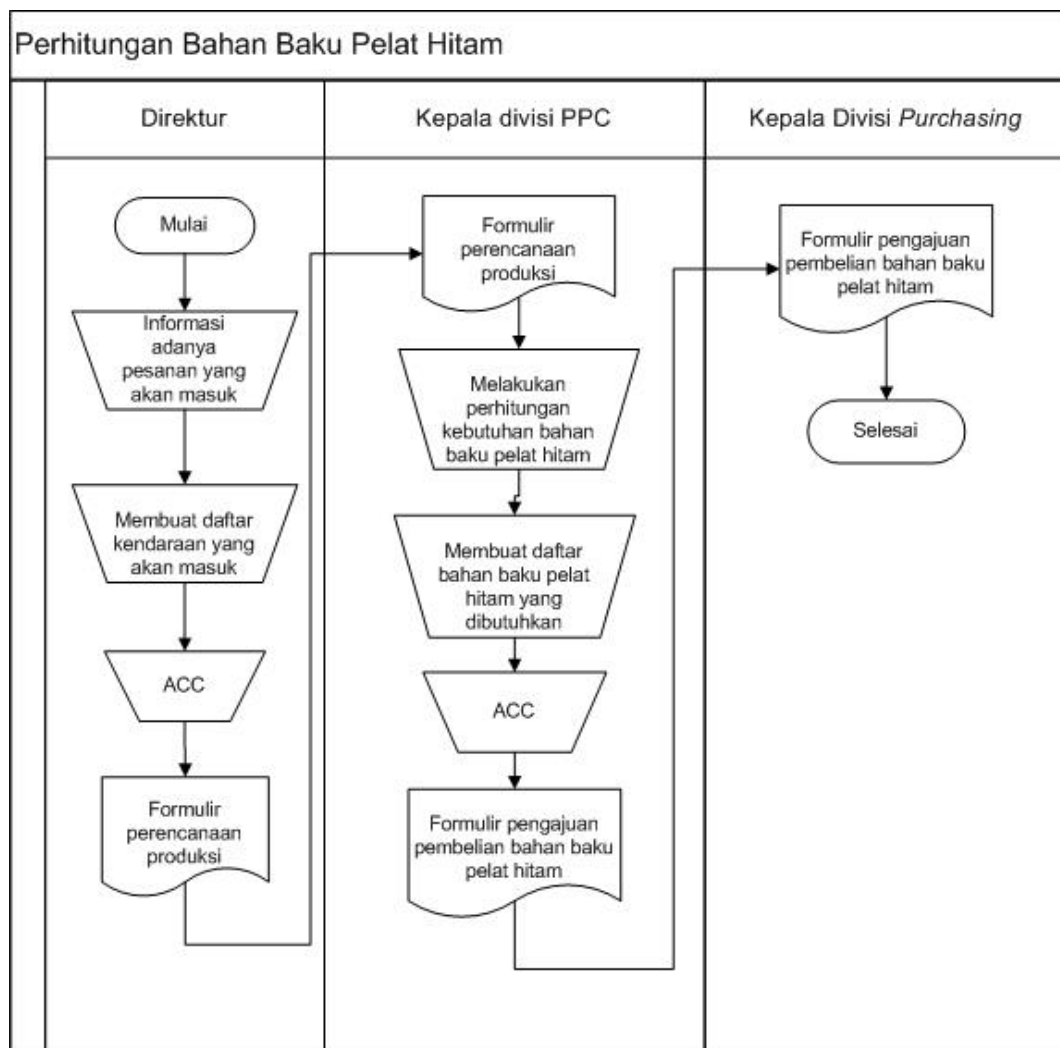 Perhitungan Bahan Baku Pelat Hitam
Direktur
Kepala divisi PPC
Kepala Divisi Purchasing
Mulai
Informasi
adanya
pesanan yang
akan masuk
Membuat daftar
kendaraan yang
akan masuk
ACC
Formulir
perencanaan
produksi
Formulir
perencanaan
produksi
Melakukan
perhitungan
kebutuhan bahan
baku pelat hitam
Membuat daftar
bahan baku pelat
hitam yang
dibutuhkan
ACC
Formulir pengajuan
pembelian bahan baku
pelat hitam
Formulir pengajuan
pembelian bahan baku
pelat hitam
Selesai